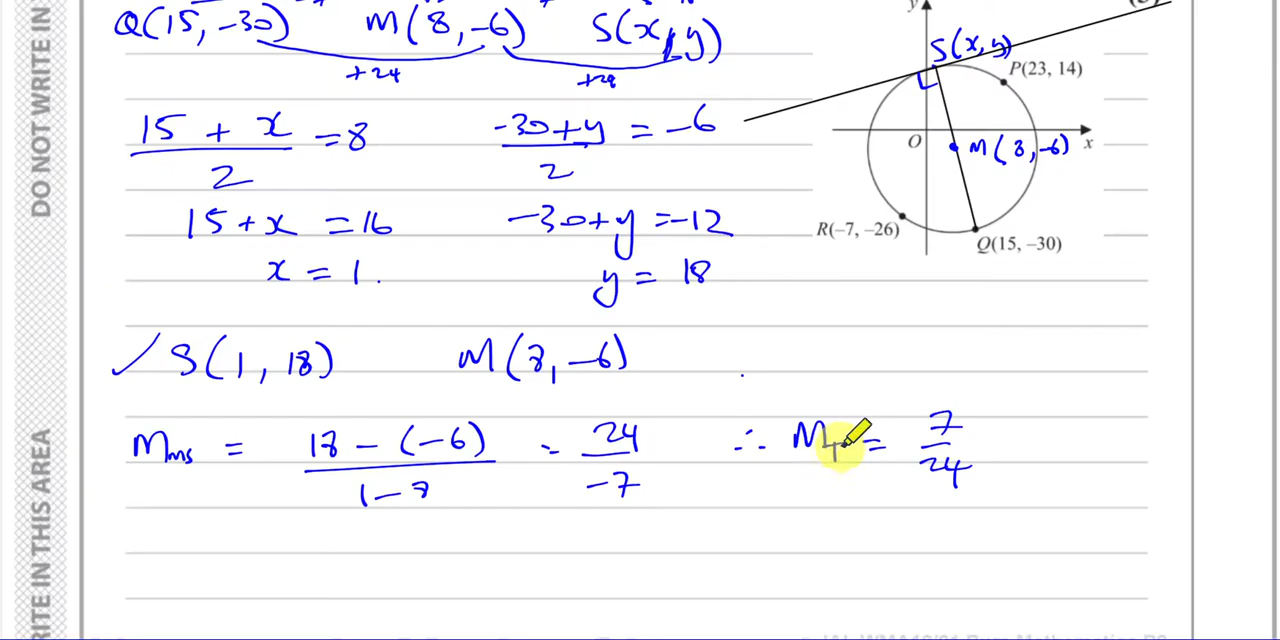 Q(15, -30) M(8, -6) S(x, y)
+24 +24
15 + x / 2 = 8 -30+y / 2 = -6
15 + x = 16 -30+y = -12
x = 1. y = 18
✓ S(1, 18) M(8, -6)
Mms = 18 - (-6) / 1-8 = 24 / -7 ∴ MT = 7 / 24
y
S(x, y)
P(23, 14)
O
x
M(8, -6)
R(–7, –26)
Q(15, –30)
DO NOT WRITE IN
RITE IN THIS AREA